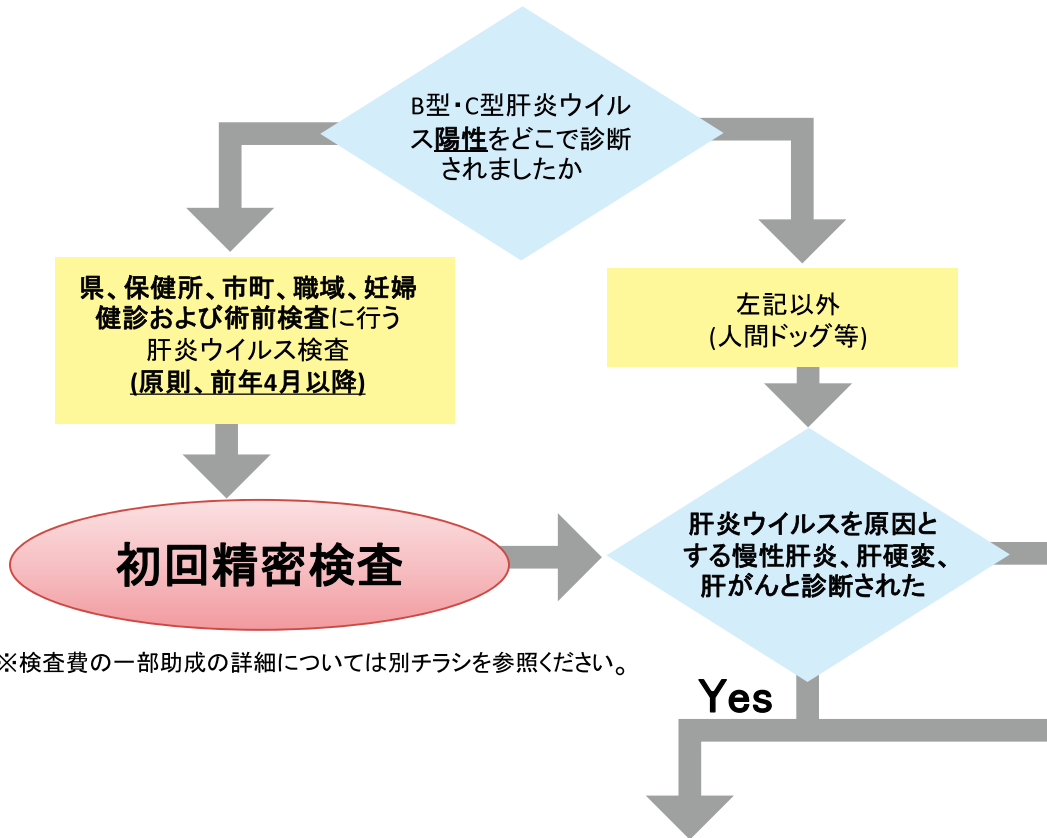 B型・C型肝炎ウイル
ス陽性をどこで診断
されましたか
県、保健所、市町、職域、妊婦
健診および術前検査に行う
肝炎ウイルス検査
(原則、前年4月以降)
左記以外
(人間ドッグ等)
初回精密検査
肝炎ウイルスを原因と
する慢性肝炎、肝硬変、
肝がんと診断された
※検査費の一部助成の詳細については別チラシを参照ください。
Yes